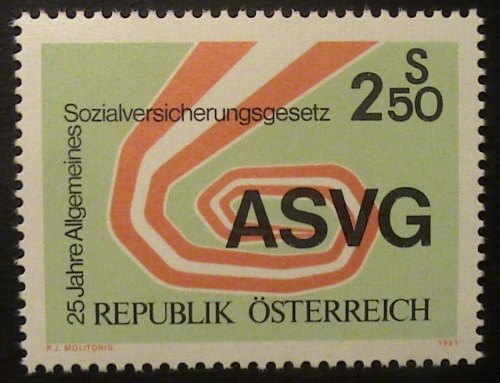 25 Jahre Allgemeines
Sozialversicherungsgesetz
S
2 50
ASVG
REPUBLIK ÖSTERREICH
P.J. MOLITORIS
1981